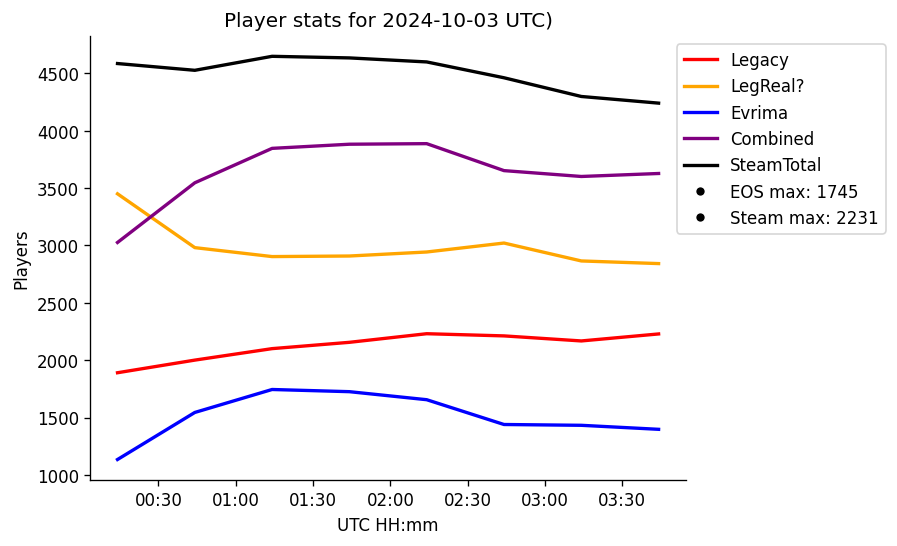 Player stats for 2024-10-03 UTC)
Legacy
LegReal?
Evrima
Combined
SteamTotal
EOS max: 1745
Steam max: 2231
Players
4500
4000
3500
3000
2500
2000
1500
1000
00:30 01:00 01:30 02:00 02:30 03:00 03:30
UTC HH:mm